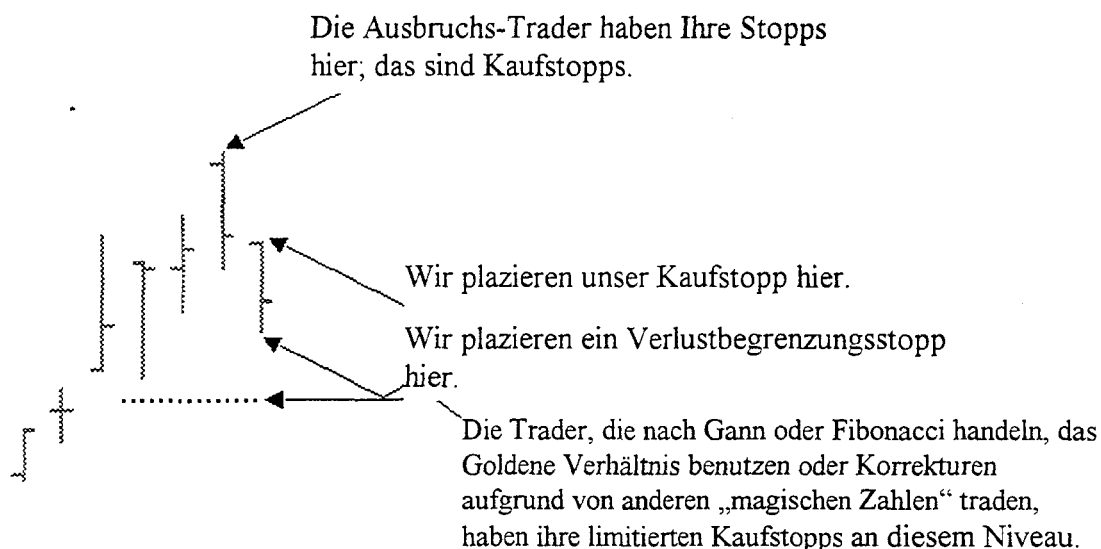 Die Ausbruchs-Trader haben Ihre Stopps
hier; das sind Kaufstopps.
Wir plazieren unser Kaufstopp hier.
Wir plazieren ein Verlustbegrenzungsstopp
hier.
Die Trader, die nach Gann oder Fibonacci handeln, das
Goldene Verhältnis benutzen oder Korrekturen
aufgrund von anderen „magischen Zahlen“ traden,
haben ihre limitierten Kaufstopps an diesem Niveau.